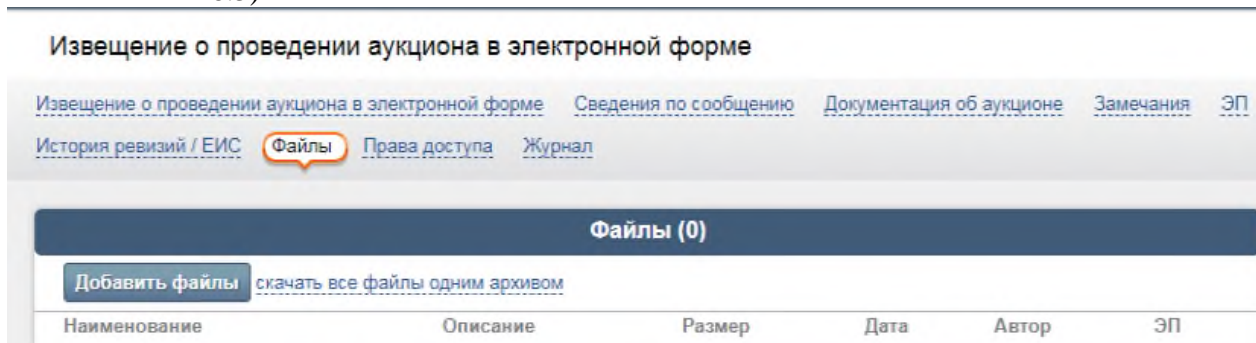 Извещение о проведении аукциона в электронной форме
Извещение о проведении аукциона в электронной форме Сведения по сообщению Документация об аукционе Замечания ЭП
История ревизий / ЕИС Файлы Права доступа Журнал
Файлы (0)
Добавить файлы скачать все файлы одним архивом
Наименование Описание Размер Дата Автор ЭП